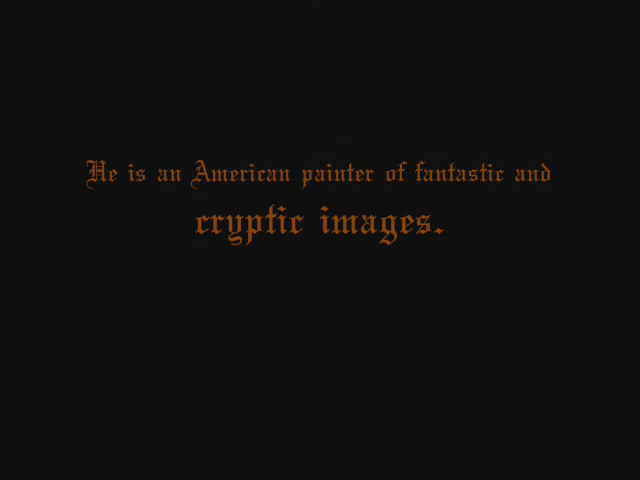 He is an American painter of fantastic and
cryptic images.